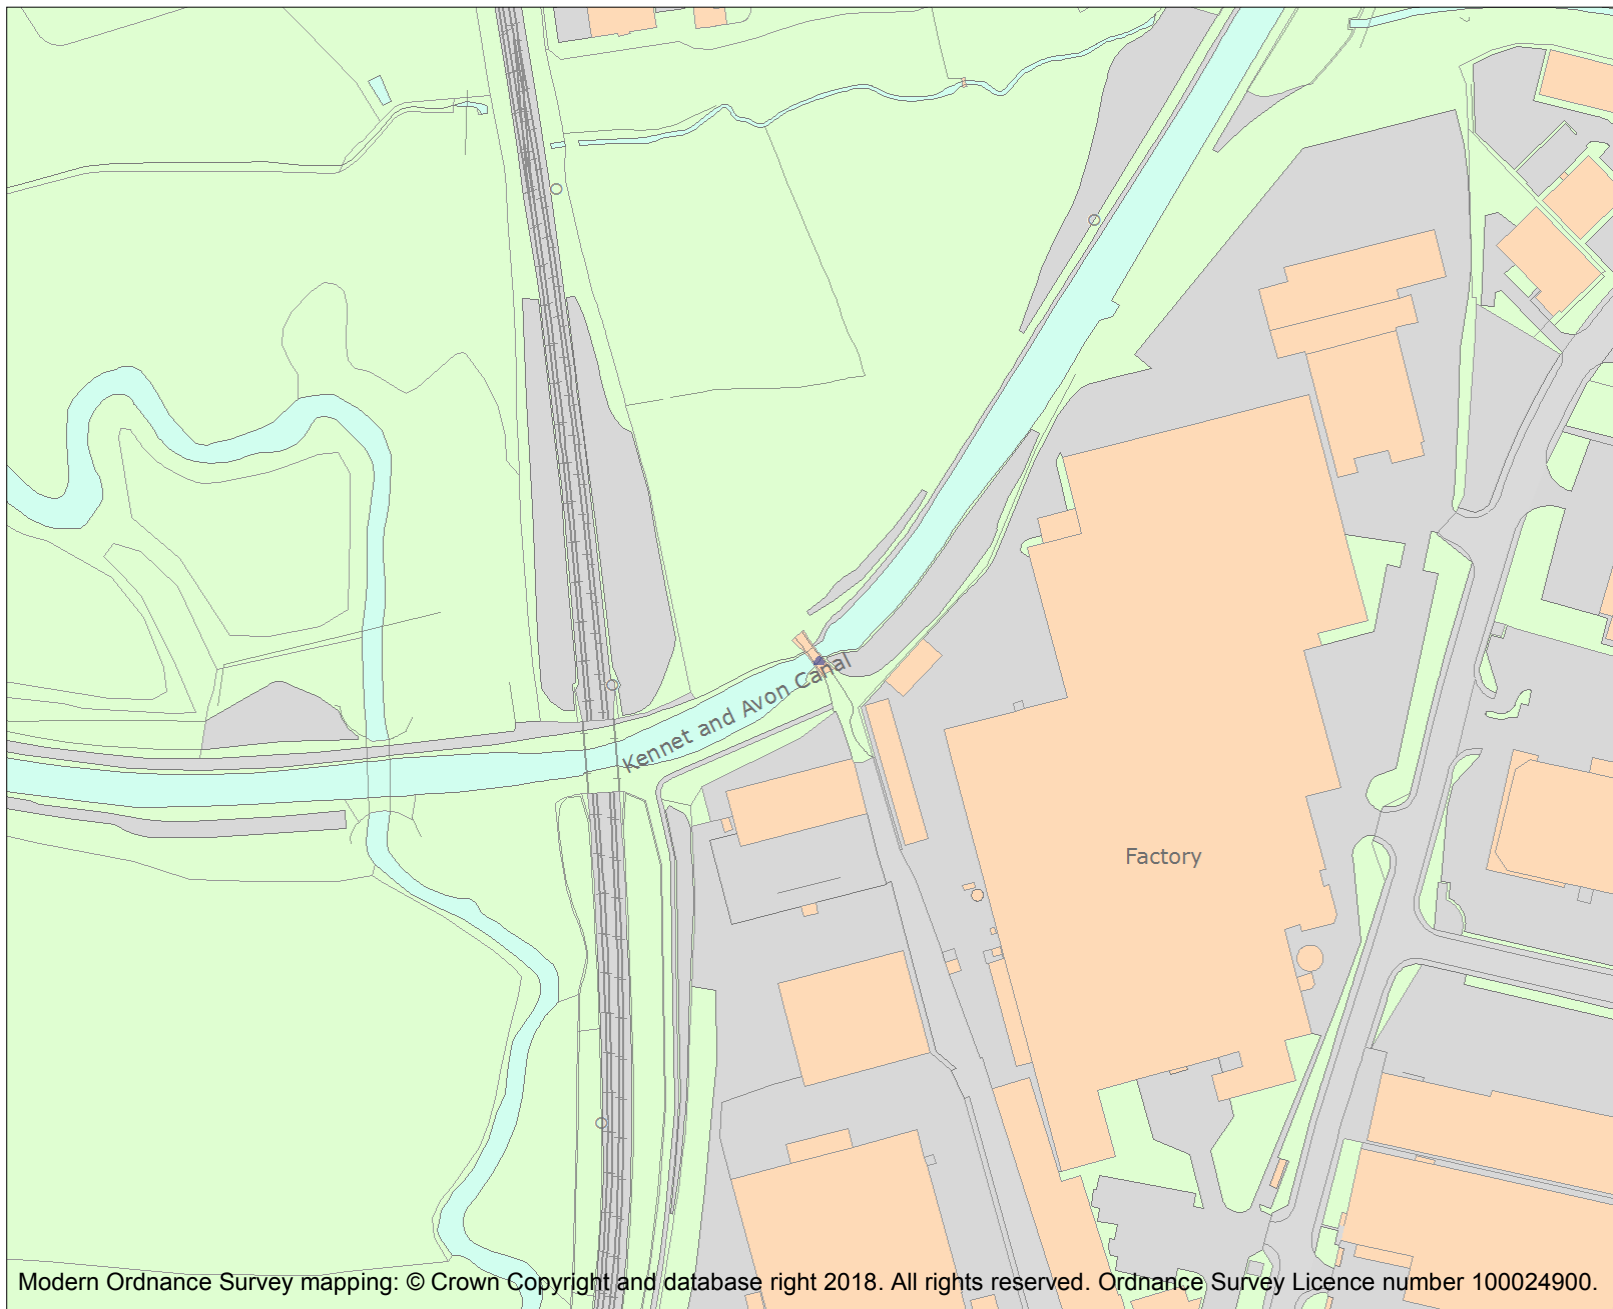 Kennet and Avon Canal
Factory
Modern Ordnance Survey mapping: © Crown Copyright and database right 2018. All rights reserved. Ordnance Survey Licence number 100024900.